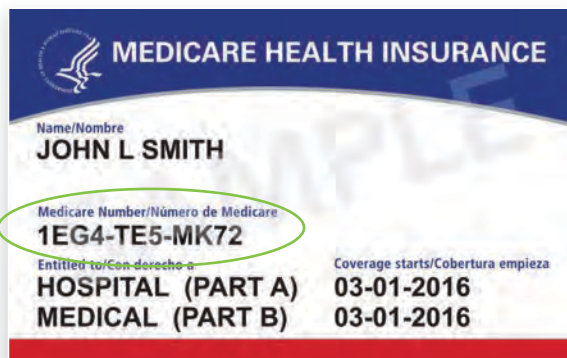 MEDICARE HEALTH INSURANCE
Name/Nombre
JOHN L SMITH
Medicare Number/Número de Medicare
1EG4-TE5-MK72
Entitled to/Con derecho a
HOSPITAL (PART A)
Coverage starts/Cobertura empieza
03-01-2016
MEDICAL (PART B)
03-01-2016